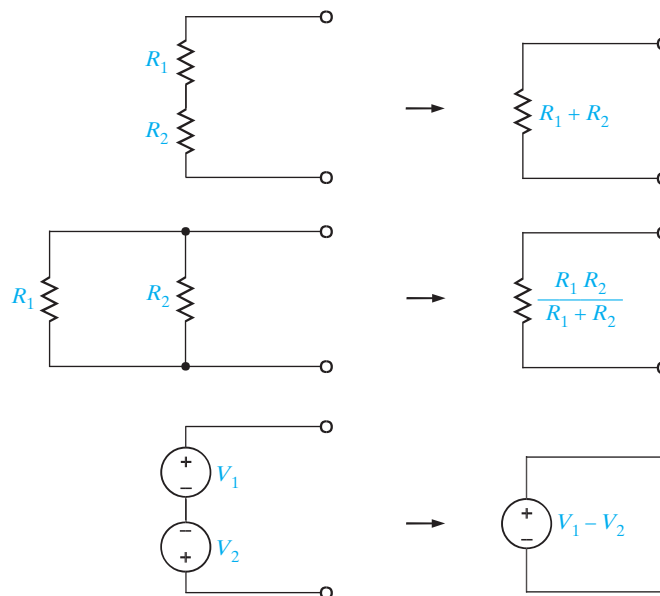 R₁
R₂
R₁ + R₂
R₁
R₂
R₁ R₂
R₁ + R₂
+
−
V₁
−
+
V₂
+
−
V₁ − V₂